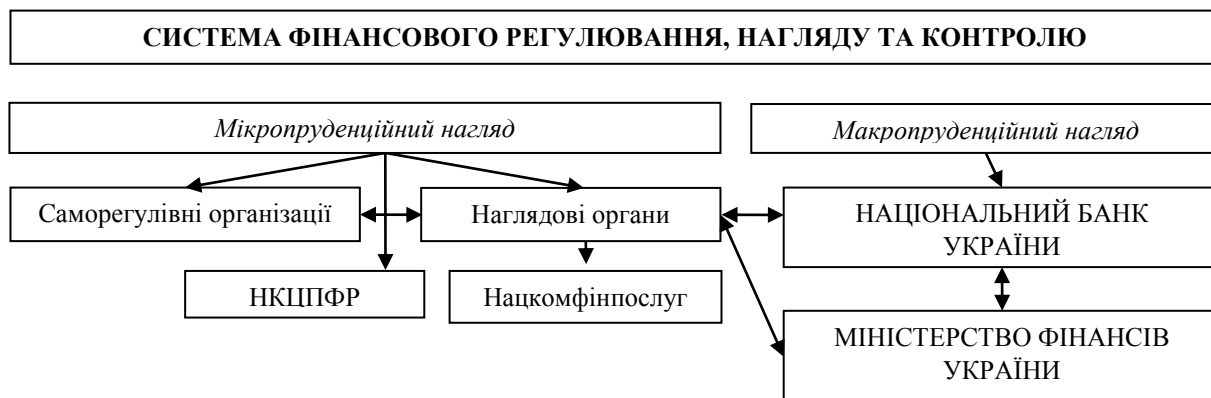 СИСТЕМА ФІНАНСОВОГО РЕГУЛЮВАННЯ, НАГЛЯДУ ТА КОНТРОЛЮ
Мікропруденційний нагляд
Макропруденційний нагляд
Саморегулівні організації
Наглядові органи
НАЦІОНАЛЬНИЙ БАНК
УКРАЇНИ
НКЦПФР
Нацкомфінпослуг
МІНІСТЕРСТВО ФІНАНСІВ
УКРАЇНИ